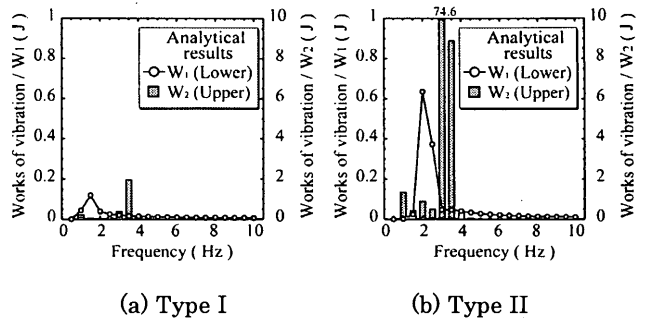 74.6
Works of vibration / W₁ (J)
1
0.8
0.6
0.4
0.2
0
Analytical
results
W₁ (Lower)
W₂ (Upper)
10
8
6
4
2
0
Works of vibration / W₂ (J)
0 2 4 6 8 10
Frequency ( Hz )
Works of vibration / W₁ (J)
1
0.8
0.6
0.4
0.2
0
Analytical
results
W₁ (Lower)
W₂ (Upper)
10
8
6
4
2
0
Works of vibration / W₂ (J)
0 2 4 6 8 10
Frequency ( Hz )
(a) Type I
(b) Type II